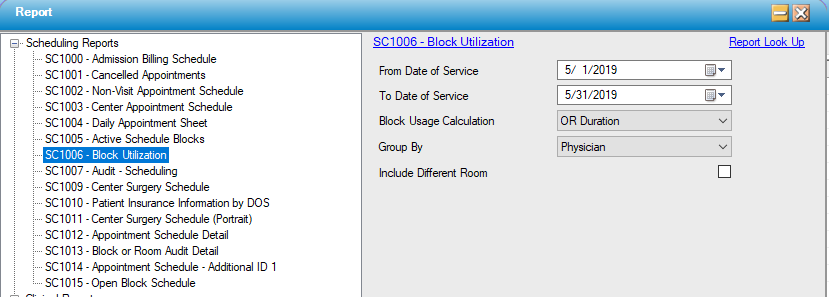 Report
Scheduling Reports
SC1000 - Admission Billing Schedule
SC1001 - Cancelled Appointments
SC1002 - Non-Visit Appointment Schedule
SC1003 - Center Appointment Schedule
SC1004 - Daily Appointment Sheet
SC1005 - Active Schedule Blocks
SC1006 - Block Utilization
SC1007 - Audit - Scheduling
SC1009 - Center Surgery Schedule
SC1010 - Patient Insurance Information by DOS
SC1011 - Center Surgery Schedule (Portrait)
SC1012 - Appointment Schedule Detail
SC1013 - Block or Room Audit Detail
SC1014 - Appointment Schedule - Additional ID 1
SC1015 - Open Block Schedule
SC1006 - Block Utilization Report Look Up
From Date of Service 5/ 1/2019
To Date of Service 5/31/2019
Block Usage Calculation OR Duration
Group By Physician
Include Different Room